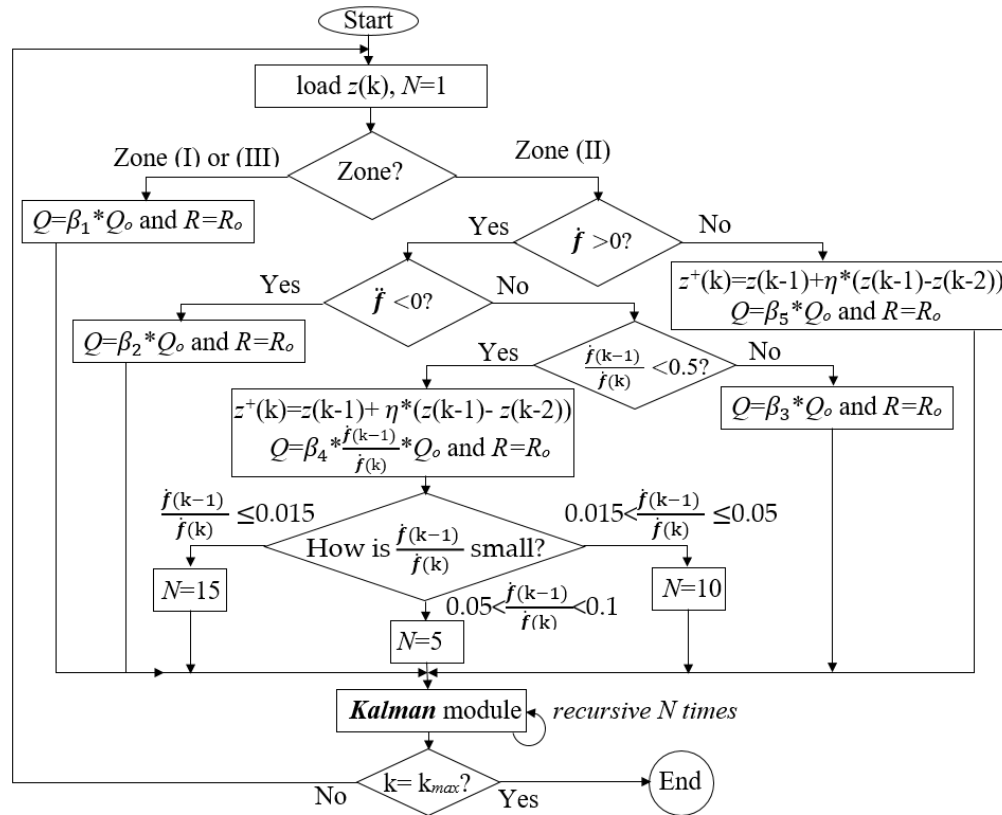 Start
load z(k), N=1
Zone (I) or (III)
Zone?
Zone (II)
Q=β₁*Qₒ and R=Rₒ
Yes
ḟ >0?
No
Yes
f̈ <0?
No
z⁺(k)=z(k-1)+η*(z(k-1)-z(k-2))
Q=β₅*Qₒ and R=Rₒ
Q=β₂*Qₒ and R=Rₒ
Yes
ḟ(k−1)/ḟ(k) <0.5?
No
z⁺(k)=z(k-1)+ η*(z(k-1)- z(k-2))
Q=β₄*ḟ(k−1)/ḟ(k)*Qₒ and R=Rₒ
Q=β₃*Qₒ and R=Rₒ
ḟ(k−1)/ḟ(k) ≤0.015
How is ḟ(k−1)/ḟ(k) small?
0.015<ḟ(k−1)/ḟ(k) ≤0.05
N=15
0.05<ḟ(k−1)/ḟ(k)<0.1
N=10
N=5
Kalman module
recursive N times
No
k= kmax?
Yes
End